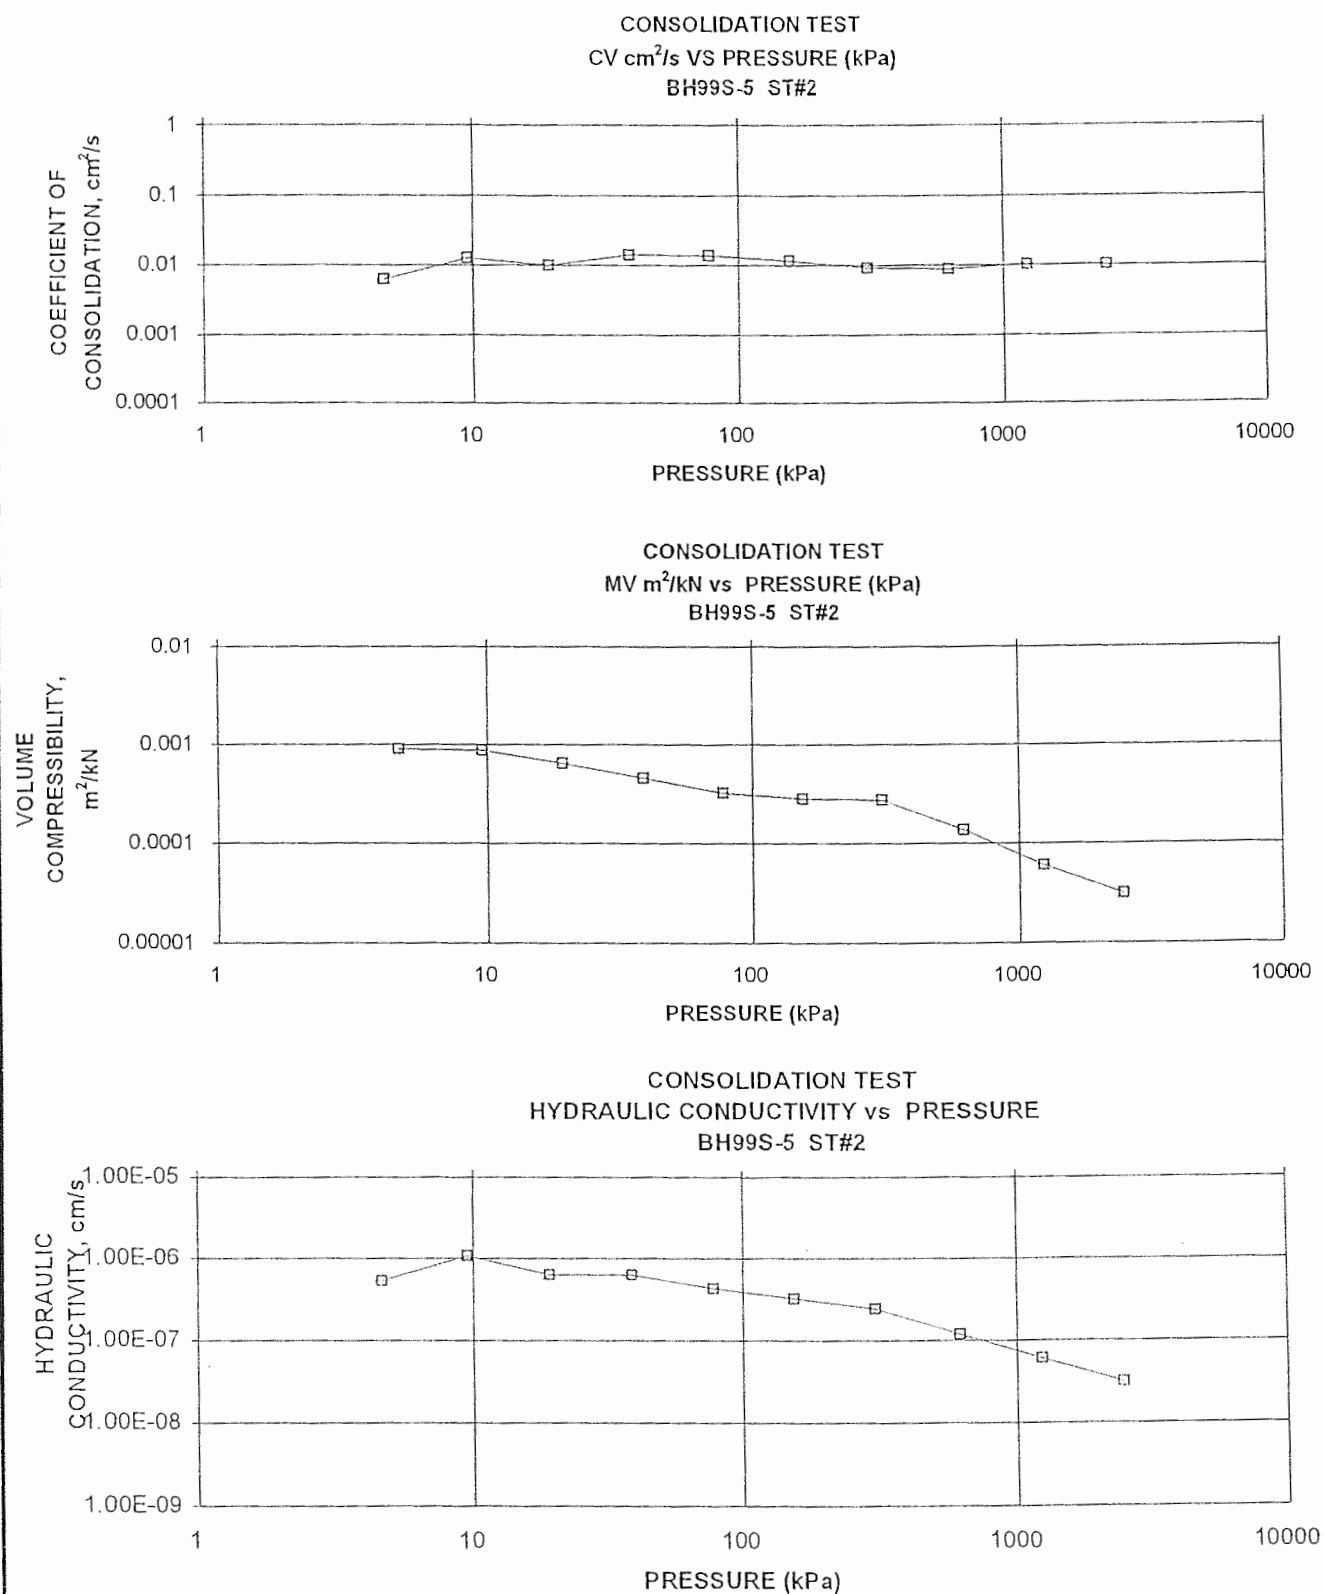 CONSOLIDATION TEST
CV cm²/s VS PRESSURE (kPa)
BH99S-5 ST#2
COEFFICIENT OF
CONSOLIDATION, cm²/s
1
0.1
0.01
0.001
0.0001
1 10 100 1000 10000
PRESSURE (kPa)
CONSOLIDATION TEST
MV m²/kN vs PRESSURE (kPa)
BH99S-5 ST#2
VOLUME
COMPRESSIBILITY,
m²/kN
0.01
0.001
0.0001
0.00001
1 10 100 1000 10000
PRESSURE (kPa)
CONSOLIDATION TEST
HYDRAULIC CONDUCTIVITY vs PRESSURE
BH99S-5 ST#2
HYDRAULIC
CONDUCTIVITY, cm/s
1.00E-05
1.00E-06
1.00E-07
1.00E-08
1.00E-09
1 10 100 1000 10000
PRESSURE (kPa)